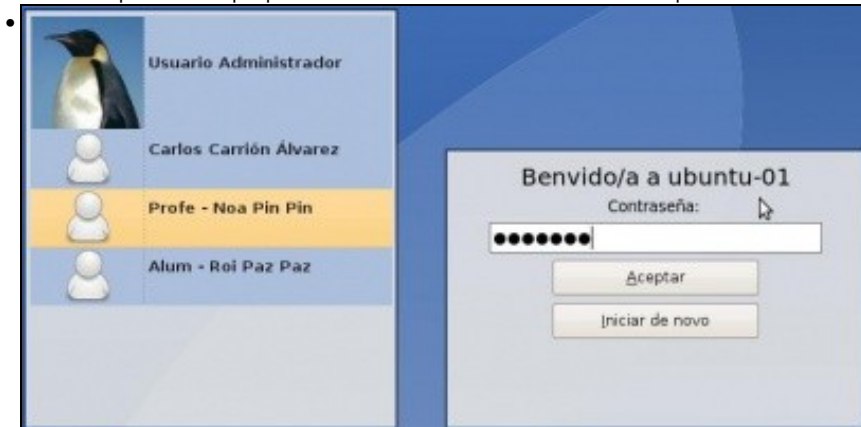 Usuario Administrador
Carlos Carrión Álvarez
Profe - Noa Pin Pin
Alum - Roi Paz Paz
Benvido/a a ubuntu-01
Contraseña:
●●●●●●●
Aceptar
Iniciar de novo